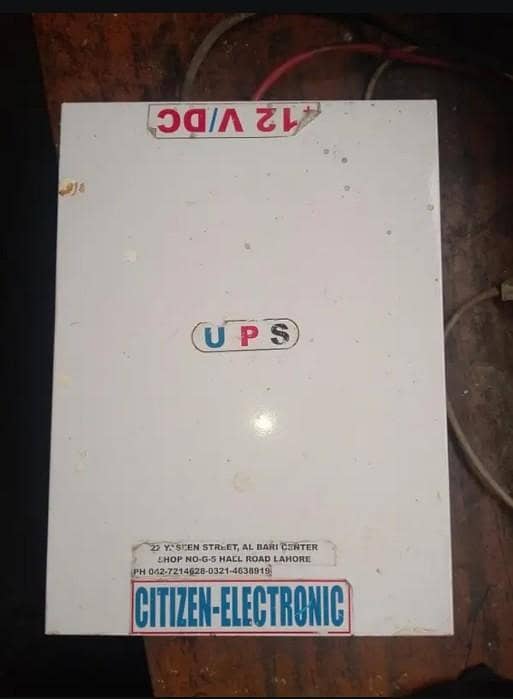 +12 V/DC
U P S
22 YASEEN STREET, AL BARI CENTER
SHOP NO-G-5 HALL ROAD LAHORE
PH 042-7214628-0321-4638919
CITIZEN-ELECTRONIC